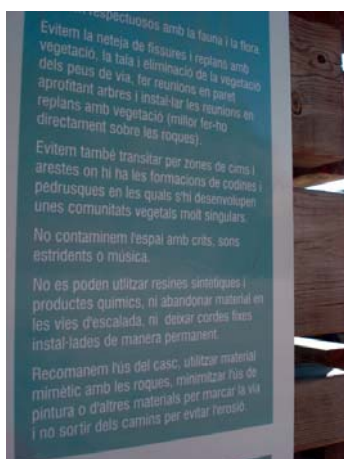 respectuosos amb la fauna i la flora.
Evitem la neteja de fissures i replans amb
vegetació, la tala i eliminació de la vegetació
dels peus de via, fer reunions en paret
aprofitant arbres i instal·lar les reunions en
replans amb vegetació (millor fer-ho
directament sobre les roques).
Evitem també transitar per zones de cims i
arestes on hi ha les formacions de codines i
pedrusques en les quals s'hi desenvolupen
unes comunitats vegetals molt singulars.
No contaminem l'espai amb crits, sons
estridents o música.
No es poden utilitzar resines sintètiques i
productes químics, ni abandonar material en
les vies d'escalada, ni deixar cordes fixes
instal·lades de manera permanent.
Recomanem l'ús del casc, utilitzar material
mimètic amb les roques, minimitzar l'ús de
pintura o d'altres materials per marcar la via
i no sortir dels camins per evitar l'erosió.